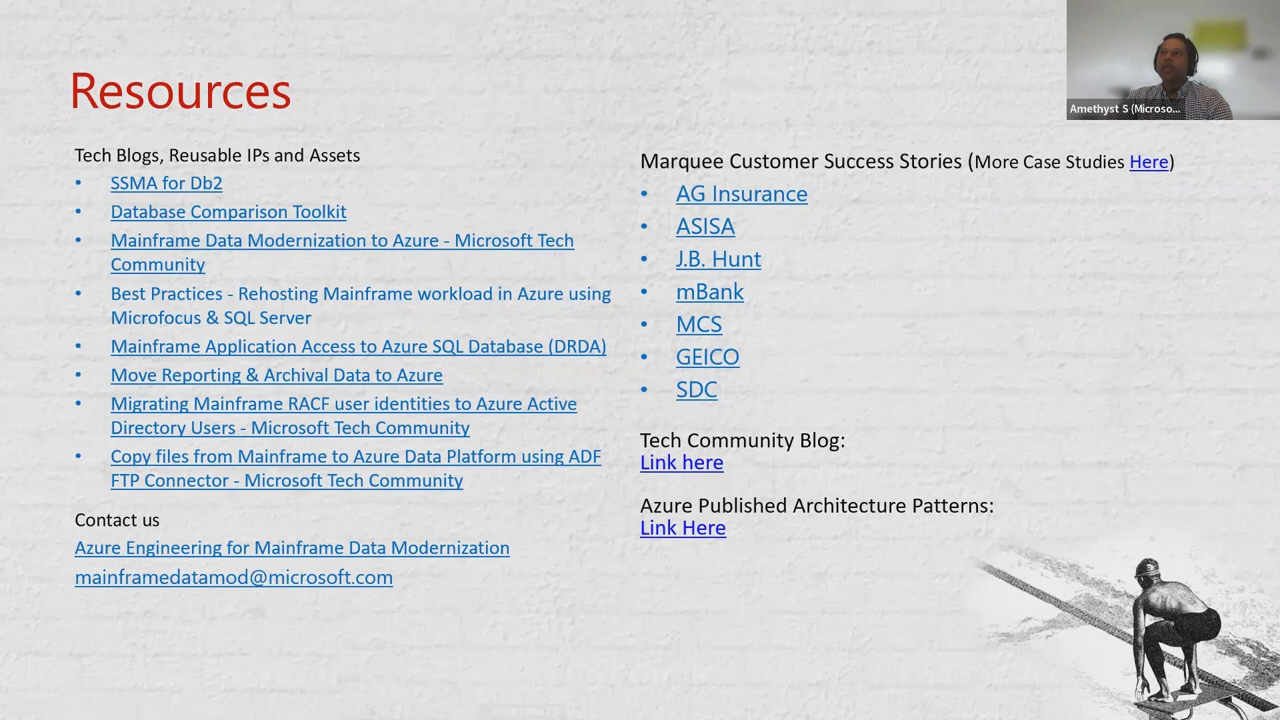 Resources
Tech Blogs, Reusable IPs and Assets
• SSMA for Db2
• Database Comparison Toolkit
• Mainframe Data Modernization to Azure - Microsoft Tech
Community
• Best Practices - Rehosting Mainframe workload in Azure using
Microfocus & SQL Server
• Mainframe Application Access to Azure SQL Database (DRDA)
• Move Reporting & Archival Data to Azure
• Migrating Mainframe RACF user identities to Azure Active
Directory Users - Microsoft Tech Community
• Copy files from Mainframe to Azure Data Platform using ADF
FTP Connector - Microsoft Tech Community
Contact us
Azure Engineering for Mainframe Data Modernization
mainframedatamod@microsoft.com
Marquee Customer Success Stories (More Case Studies Here)
• AG Insurance
• ASISA
• J.B. Hunt
• mBank
• MCS
• GEICO
• SDC
Tech Community Blog:
Link here
Azure Published Architecture Patterns:
Link Here
Amethyst S (Microso...